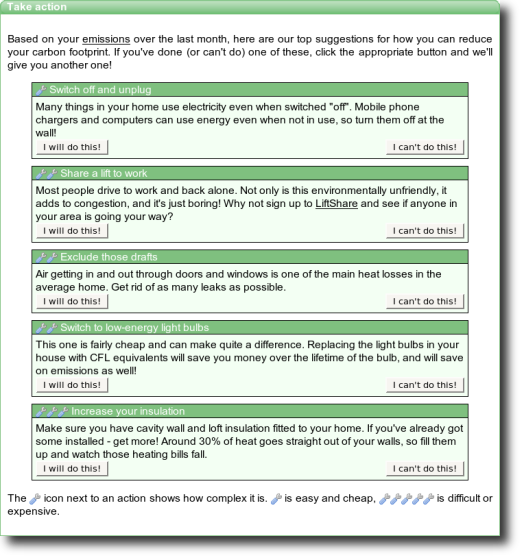 Take action
Based on your emissions over the last month, here are our top suggestions for how you can reduce
your carbon footprint. If you've done (or can't do) one of these, click the appropriate button and we'll
give you another one!
Switch off and unplug
Many things in your home use electricity even when switched "off". Mobile phone
chargers and computers can use energy even when not in use, so turn them off at the
wall!
I will do this! I can't do this!
Share a lift to work
Most people drive to work and back alone. Not only is this environmentally unfriendly, it
adds to congestion, and it's just boring! Why not sign up to LiftShare and see if anyone in
your area is going your way?
I will do this! I can't do this!
Exclude those drafts
Air getting in and out through doors and windows is one of the main heat losses in the
average home. Get rid of as many leaks as possible.
I will do this! I can't do this!
Switch to low-energy light bulbs
This one is fairly cheap and can make quite a difference. Replacing the light bulbs in your
house with CFL equivalents will save you money over the lifetime of the bulb, and will save
on emissions as well!
I will do this! I can't do this!
Increase your insulation
Make sure you have cavity wall and loft insulation fitted to your home. If you've already got
some installed - get more! Around 30% of heat goes straight out of your walls, so fill them
up and watch those heating bills fall.
I will do this! I can't do this!
The icon next to an action shows how complex it is. is easy and cheap, is difficult or
expensive.